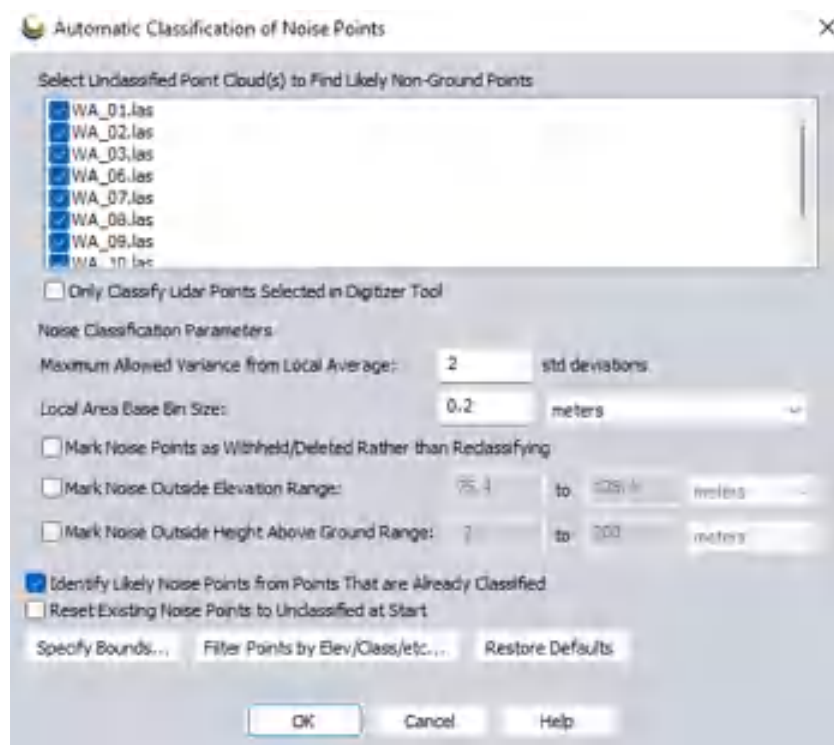 Automatic Classification of Noise Points
Select Unclassified Point Cloud(s) to Find Likely Non-Ground Points
WA_01.las
WA_02.las
WA_03.las
WA_06.las
WA_07.las
WA_08.las
WA_09.las
WA_10.las
Only Classify Lidar Points Selected in Digitizer Tool
Noise Classification Parameters
Maximum Allowed Variance from Local Average: 2 std deviations
Local Area Base Bin Size: 0.2 meters
Mark Noise Points as Withheld/Deleted Rather than Reclassifying
Mark Noise Outside Elevation Range: to meters
Mark Noise Outside Height Above Ground Range: to 200 meters
Identify Likely Noise Points from Points That are Already Classified
Reset Existing Noise Points to Unclassified at Start
Specify Bounds... Filter Points by Elev/Class/etc... Restore Defaults
OK Cancel Help